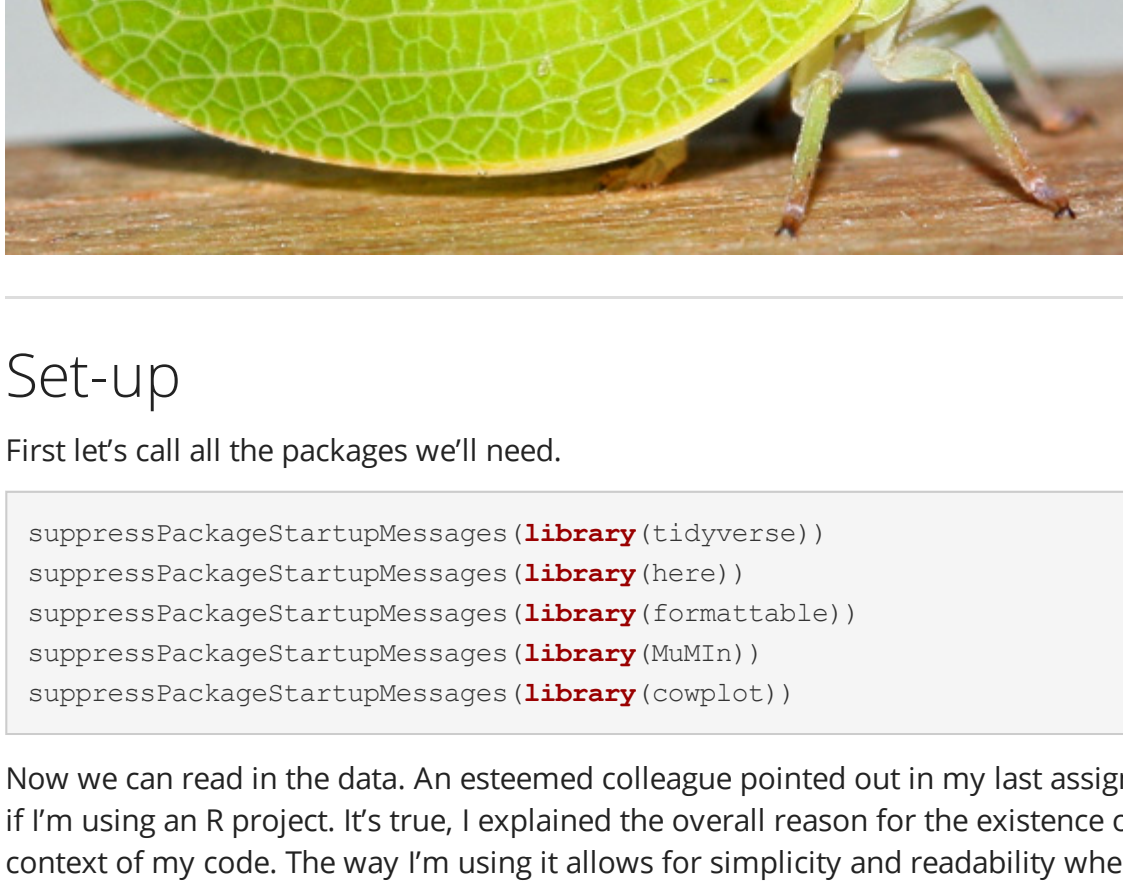 Set-up
First let’s call all the packages we’ll need.
suppressPackageStartupMessages(library(tidyverse))
suppressPackageStartupMessages(library(here))
suppressPackageStartupMessages(library(formattable))
suppressPackageStartupMessages(library(MuMIn))
suppressPackageStartupMessages(library(cowplot))
Now we can read in the data. An esteemed colleague pointed out in my last
if I’m using an R project. It’s true, I explained the overall reason for the existence
context of my code. The way I’m using it allows for simplicity and readability